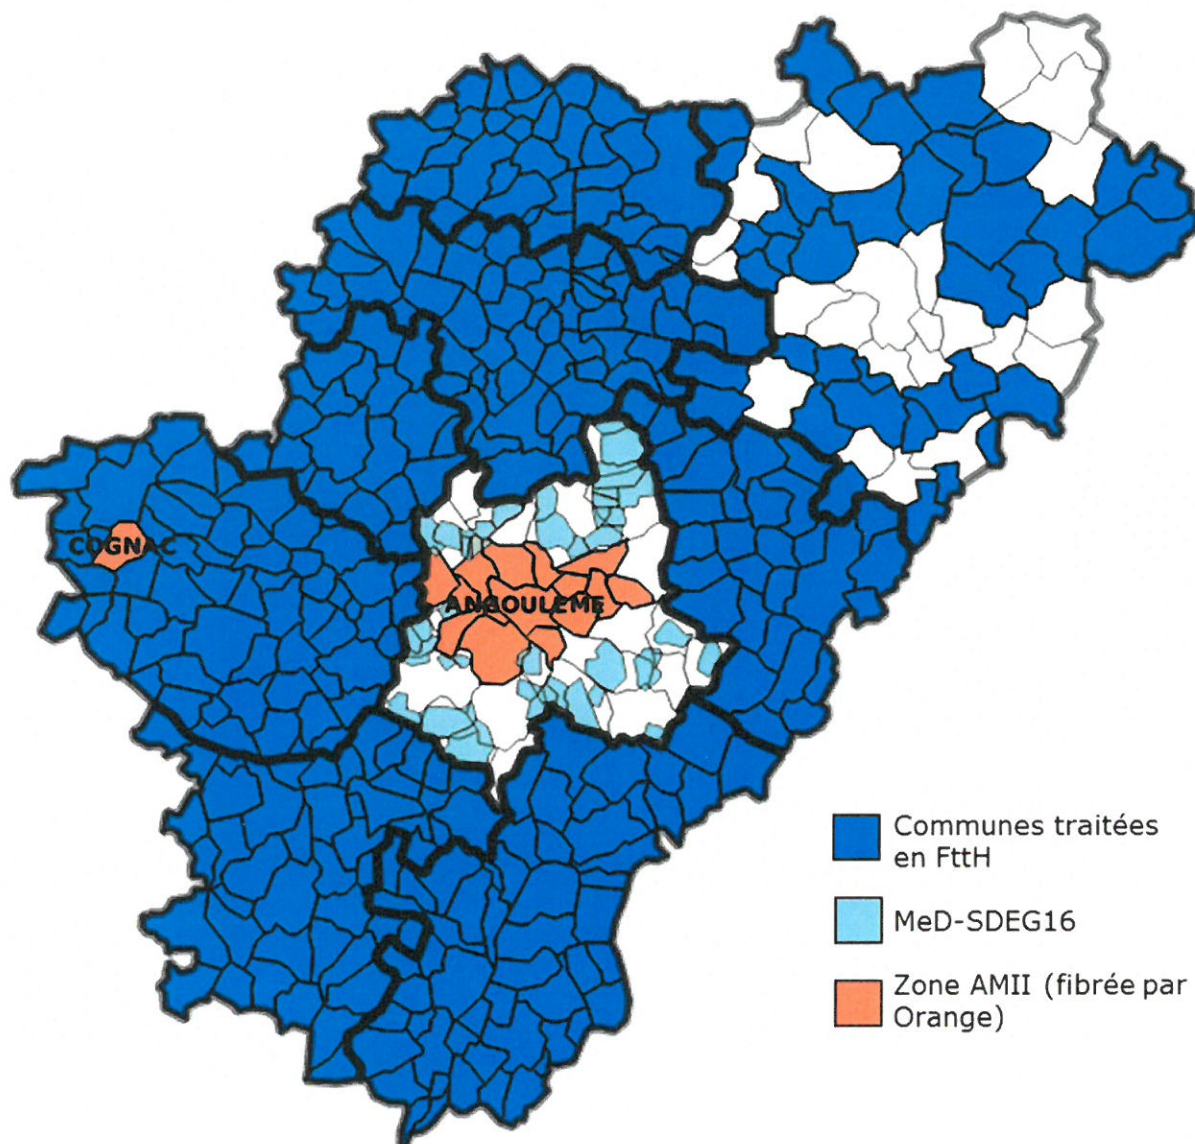 COGNAC
ANGOULEME
Communes traitées
en FttH
MeD-SDEG16
Zone AMII (fibrée par
Orange)